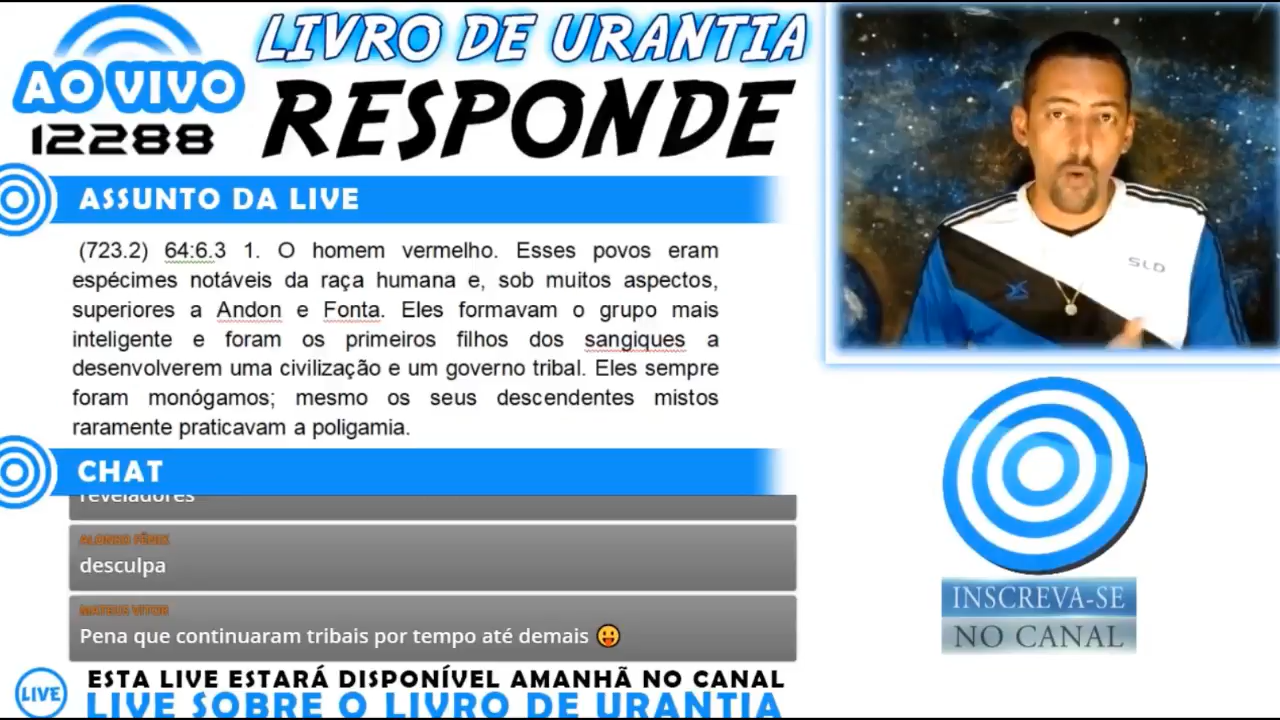 LIVRO DE URANTIA
AO VIVO
12288
RESPONDE
ASSUNTO DA LIVE
(723.2) 64:6.3 1. O homem vermelho. Esses povos eram
espécimes notáveis da raça humana e, sob muitos aspectos,
superiores a Andon e Fonta. Eles formavam o grupo mais
inteligente e foram os primeiros filhos dos sangiques a
desenvolverem uma civilização e um governo tribal. Eles sempre
foram monógamos; mesmo os seus descendentes mistos
raramente praticavam a poligamia.
SLD
CHAT
reveladores
desculpa
MATEUS VITOR
Pena que continuaram tribais por tempo até demais 😛
INSCREVA-SE
NO CANAL
LIVE
ESTA LIVE ESTARÁ DISPONÍVEL AMANHÃ NO CANAL
LIVE SOBRE O LIVRO DE URANTIA